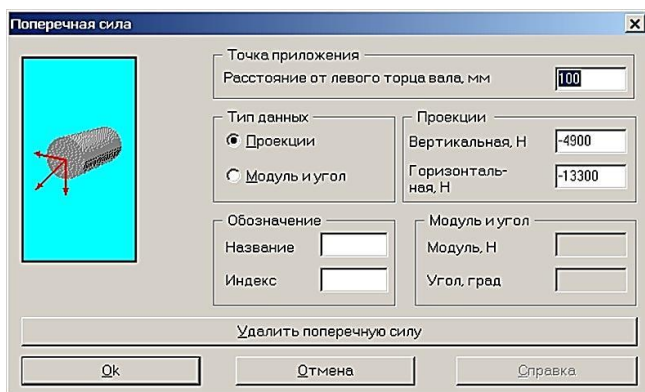 Поперечная сила
Точка приложения
Расстояние от левого торца вала, мм
100
Тип данных
Проекции
Модуль и угол
Проекции
Вертикальная, Н
-4900
Горизонталь-
ная, Н
-13300
Обозначение
Название
Индекс
Модуль и угол
Модуль, Н
Угол, град
Удалить поперечную силу
Ok
Отмена
Справка